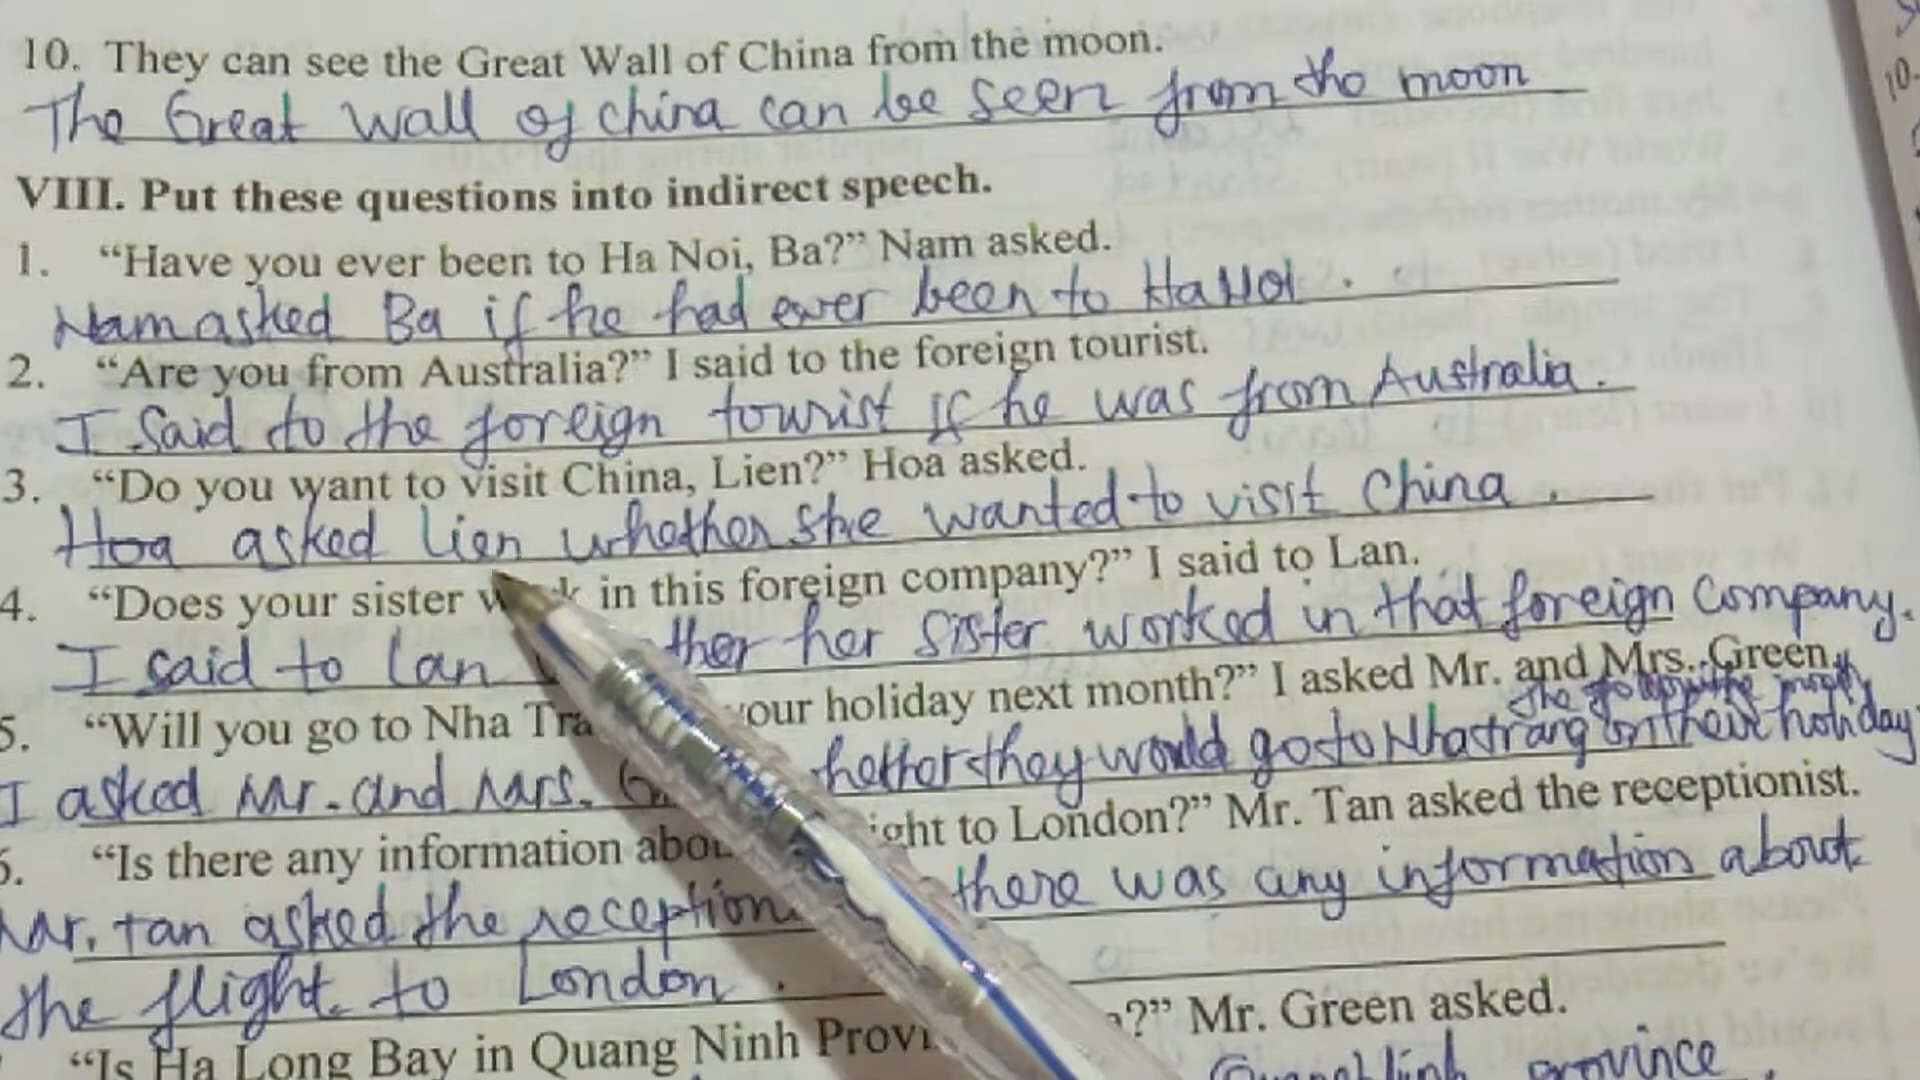 10. They can see the Great Wall of China from the moon.
The Great Wall of china can be seen from the moon
VIII. Put these questions into indirect speech.
1. “Have you ever been to Ha Noi, Ba?” Nam asked.
Nam asked Ba if he had ever been to Ha Noi.
2. “Are you from Australia?” I said to the foreign tourist.
I said to the foreign tourist if he was from Australia.
3. “Do you want to visit China, Lien?” Hoa asked.
Hoa asked lien whether she wanted to visit China.
4. “Does your sister in this foreign company?” I said to Lan.
I said to lan her sister worked in that foreign company.
5. “Will you go to Nha your holiday next month?” I asked Mr. and Mrs. Green.
the following month
I asked Mr. and Mrs. they would go to Nhatrang on their holiday
“Is there any information to London?” Mr. Tan asked the receptionist.
Mr. tan asked the there was any information about
the flight to London.
“Is Ha Long Bay in Quang Ninh Mr. Green asked.
province.